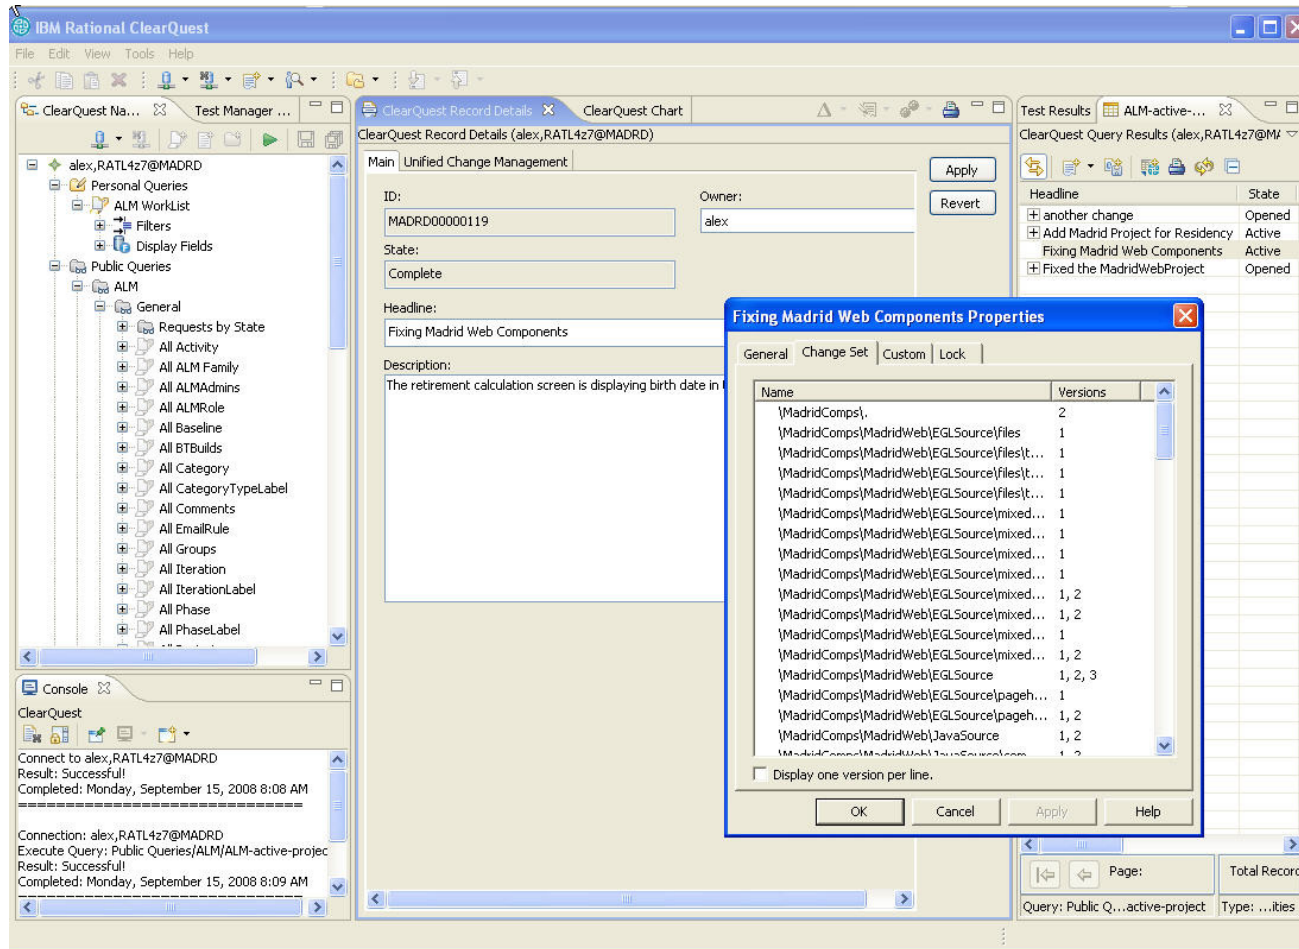 IBM Rational ClearQuest
File Edit View Tools Help
ClearQuest Na...
Test Manager ...
alex,RATL4z7@MADRD
Personal Queries
ALM WorkList
Filters
Display Fields
Public Queries
ALM
General
Requests by State
All Activity
All ALM Family
All ALMAdmins
All ALMRole
All Baseline
All BTBuilds
All Category
All CategoryTypeLabel
All Comments
All EmailRule
All Groups
All Iteration
All IterationLabel
All Phase
All PhaseLabel
Console
ClearQuest
Connect to alex,RATL4z7@MADRD
Result: Successful!
Completed: Monday, September 15, 2008 8:08 AM
================================
Connection: alex,RATL4z7@MADRD
Execute Query: Public Queries/ALM/ALM-active-projec
Result: Successful!
Completed: Monday, September 15, 2008 8:09 AM
ClearQuest Record Details
ClearQuest Chart
ClearQuest Record Details (alex,RATL4z7@MADRD)
Main Unified Change Management
Apply
Revert
ID:
MADRD00000119
Owner:
alex
State:
Complete
Headline:
Fixing Madrid Web Components
Description:
The retirement calculation screen is displaying birth date in
Test Results
ALM-active-...
ClearQuest Query Results (alex,RATL4z7@M
Headline State
another change Opened
Add Madrid Project for Residency Active
Fixing Madrid Web Components Active
Fixed the MadridWebProject Opened
Page:
Total Recor
Query: Public Q...active-project
Type: ...ities
Fixing Madrid Web Components Properties
General Change Set Custom Lock
Name Versions
\MadridComps\. 2
\MadridComps\MadridWeb\EGLSource\files 1
\MadridComps\MadridWeb\EGLSource\files\t... 1
\MadridComps\MadridWeb\EGLSource\files\t... 1
\MadridComps\MadridWeb\EGLSource\files\t... 1
\MadridComps\MadridWeb\EGLSource\mixed... 1
\MadridComps\MadridWeb\EGLSource\mixed... 1
\MadridComps\MadridWeb\EGLSource\mixed... 1
\MadridComps\MadridWeb\EGLSource\mixed... 1
\MadridComps\MadridWeb\EGLSource\mixed... 1, 2
\MadridComps\MadridWeb\EGLSource\mixed... 1, 2
\MadridComps\MadridWeb\EGLSource\mixed... 1
\MadridComps\MadridWeb\EGLSource\mixed... 1, 2
\MadridComps\MadridWeb\EGLSource 1, 2, 3
\MadridComps\MadridWeb\EGLSource\pageh... 1
\MadridComps\MadridWeb\EGLSource\pageh... 1, 2
\MadridComps\MadridWeb\JavaSource 1, 2
\MadridComps\MadridWeb\JavaSource\com 1, 2
Display one version per line.
OK
Cancel
Apply
Help